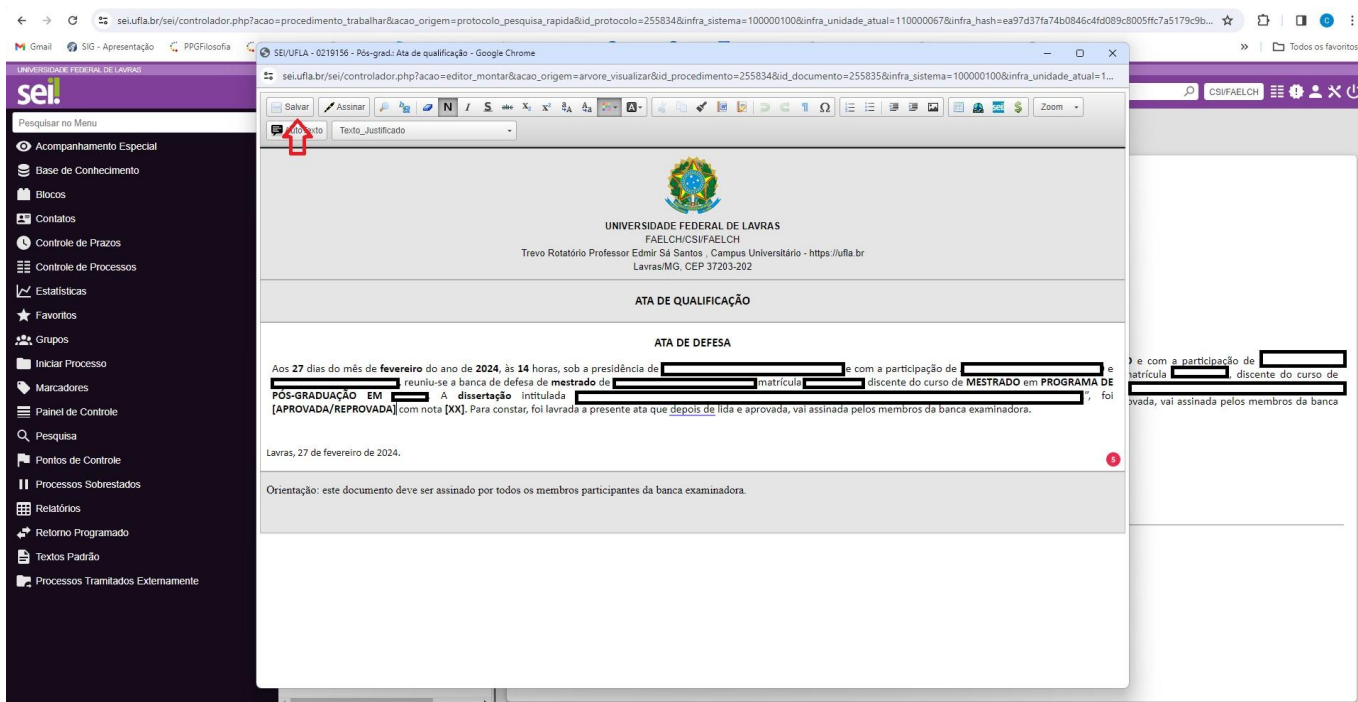 sei.ufla.br/sei/controlador.php?acao=procedimento_trabalhar&acao_origem=protocolo_pesquisa_rapida&id_protocolo=255834&infra_sistema=100000100&infra_unidade_atual=110000067&infra_hash=ea97d37fa74b0846c4fd089c8005ffc7a5179c9b...
Gmail SIG - Apresentação PPGFilosofia Todos os favoritos
SEI/UFLA - 0219156 - Pós-grad.: Ata de qualificação - Google Chrome
sei.ufla.br/sei/controlador.php?acao=editor_montar&acao_origem=arvore_visualizar&id_procedimento=255834&id_documento=255835&infra_sistema=100000100&infra_unidade_atual=1...
UNIVERSIDADE FEDERAL DE LAVRAS
sei!
CSI/FAELCH
Salvar Assinar N I S abc X₂ X² Zoom
AutoTexto Texto_Justificado
Pesquisar no Menu
Acompanhamento Especial
Base de Conhecimento
Blocos
Contatos
Controle de Prazos
Controle de Processos
Estatísticas
Favoritos
Grupos
Iniciar Processo
Marcadores
Painel de Controle
Pesquisa
Pontos de Controle
Processos Sobrestados
Relatórios
Retorno Programado
Textos Padrão
Processos Tramitados Externamente
UNIVERSIDADE FEDERAL DE LAVRAS
FAELCH/CSI/FAELCH
Trevo Rotatório Professor Edmir Sá Santos , Campus Universitário - https://ufla.br
Lavras/MG, CEP 37203-202
ATA DE QUALIFICAÇÃO
ATA DE DEFESA
Aos 27 dias do mês de fevereiro do ano de 2024, às 14 horas, sob a presidência de e com a participação de e
, reuniu-se a banca de defesa de mestrado de matrícula discente do curso de MESTRADO em PROGRAMA DE
PÓS-GRADUAÇÃO EM . A dissertação intitulada ", foi
[APROVADA/REPROVADA] com nota [XX]. Para constar, foi lavrada a presente ata que depois de lida e aprovada, vai assinada pelos membros da banca examinadora.
Lavras, 27 de fevereiro de 2024.
5
Orientação: este documento deve ser assinado por todos os membros participantes da banca examinadora.
e com a participação de
matrícula , discente do curso de
ovada, vai assinada pelos membros da banca